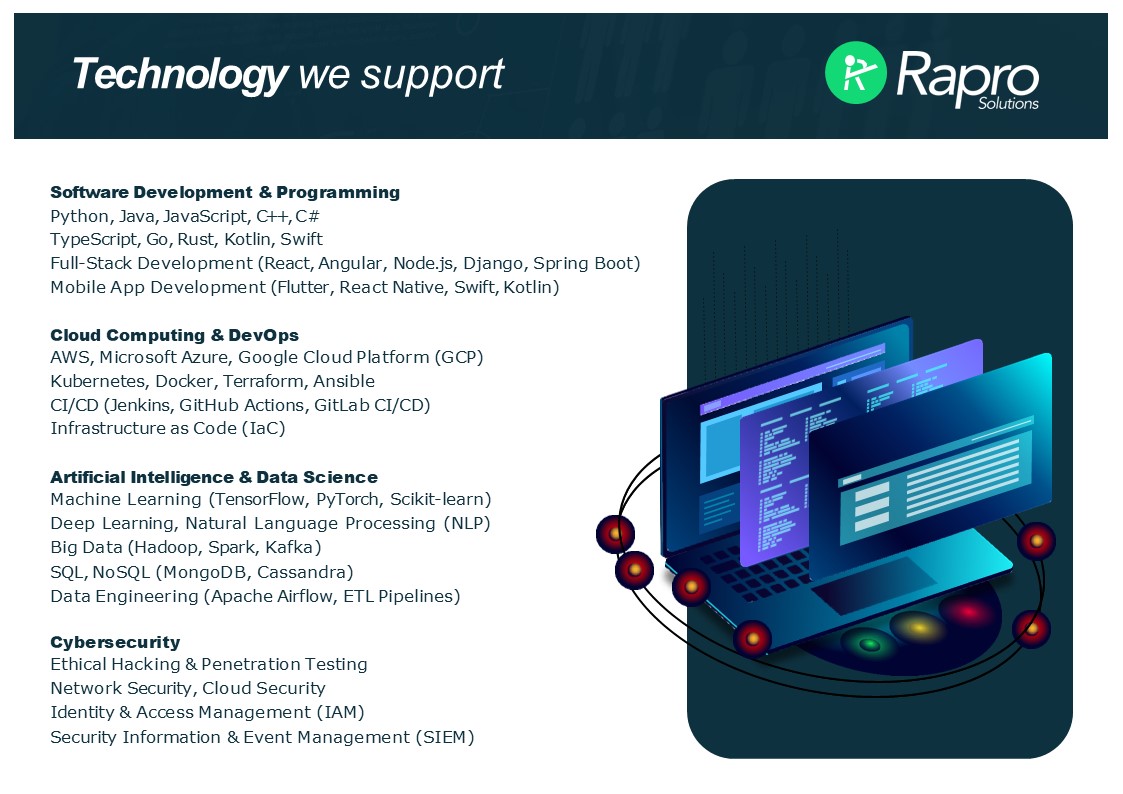 Technology we support
Rapro
Solutions
Software Development & Programming
Python, Java, JavaScript, C++, C#
TypeScript, Go, Rust, Kotlin, Swift
Full-Stack Development (React, Angular, Node.js, Django, Spring Boot)
Mobile App Development (Flutter, React Native, Swift, Kotlin)
Cloud Computing & DevOps
AWS, Microsoft Azure, Google Cloud Platform (GCP)
Kubernetes, Docker, Terraform, Ansible
CI/CD (Jenkins, GitHub Actions, GitLab CI/CD)
Infrastructure as Code (IaC)
Artificial Intelligence & Data Science
Machine Learning (TensorFlow, PyTorch, Scikit-learn)
Deep Learning, Natural Language Processing (NLP)
Big Data (Hadoop, Spark, Kafka)
SQL, NoSQL (MongoDB, Cassandra)
Data Engineering (Apache Airflow, ETL Pipelines)
Cybersecurity
Ethical Hacking & Penetration Testing
Network Security, Cloud Security
Identity & Access Management (IAM)
Security Information & Event Management (SIEM)